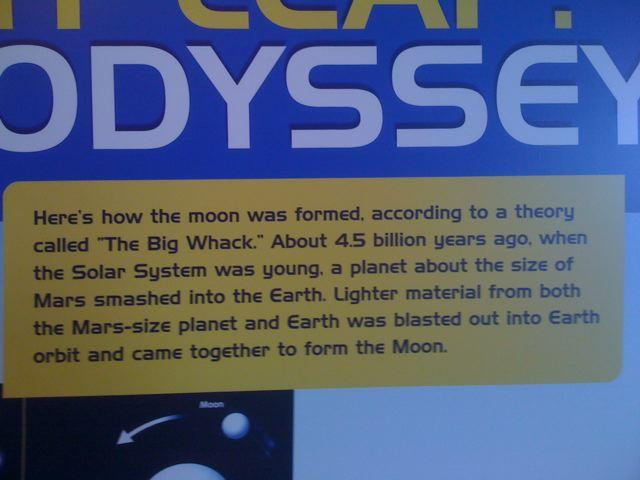 ODYSSEY
Here's how the moon was formed, according to a theory
called "The Big Whack." About 4.5 billion years ago, when
the Solar System was young, a planet about the size of
Mars smashed into the Earth. Lighter material from both
the Mars-size planet and Earth was blasted out into Earth
orbit and came together to form the Moon.
Moon